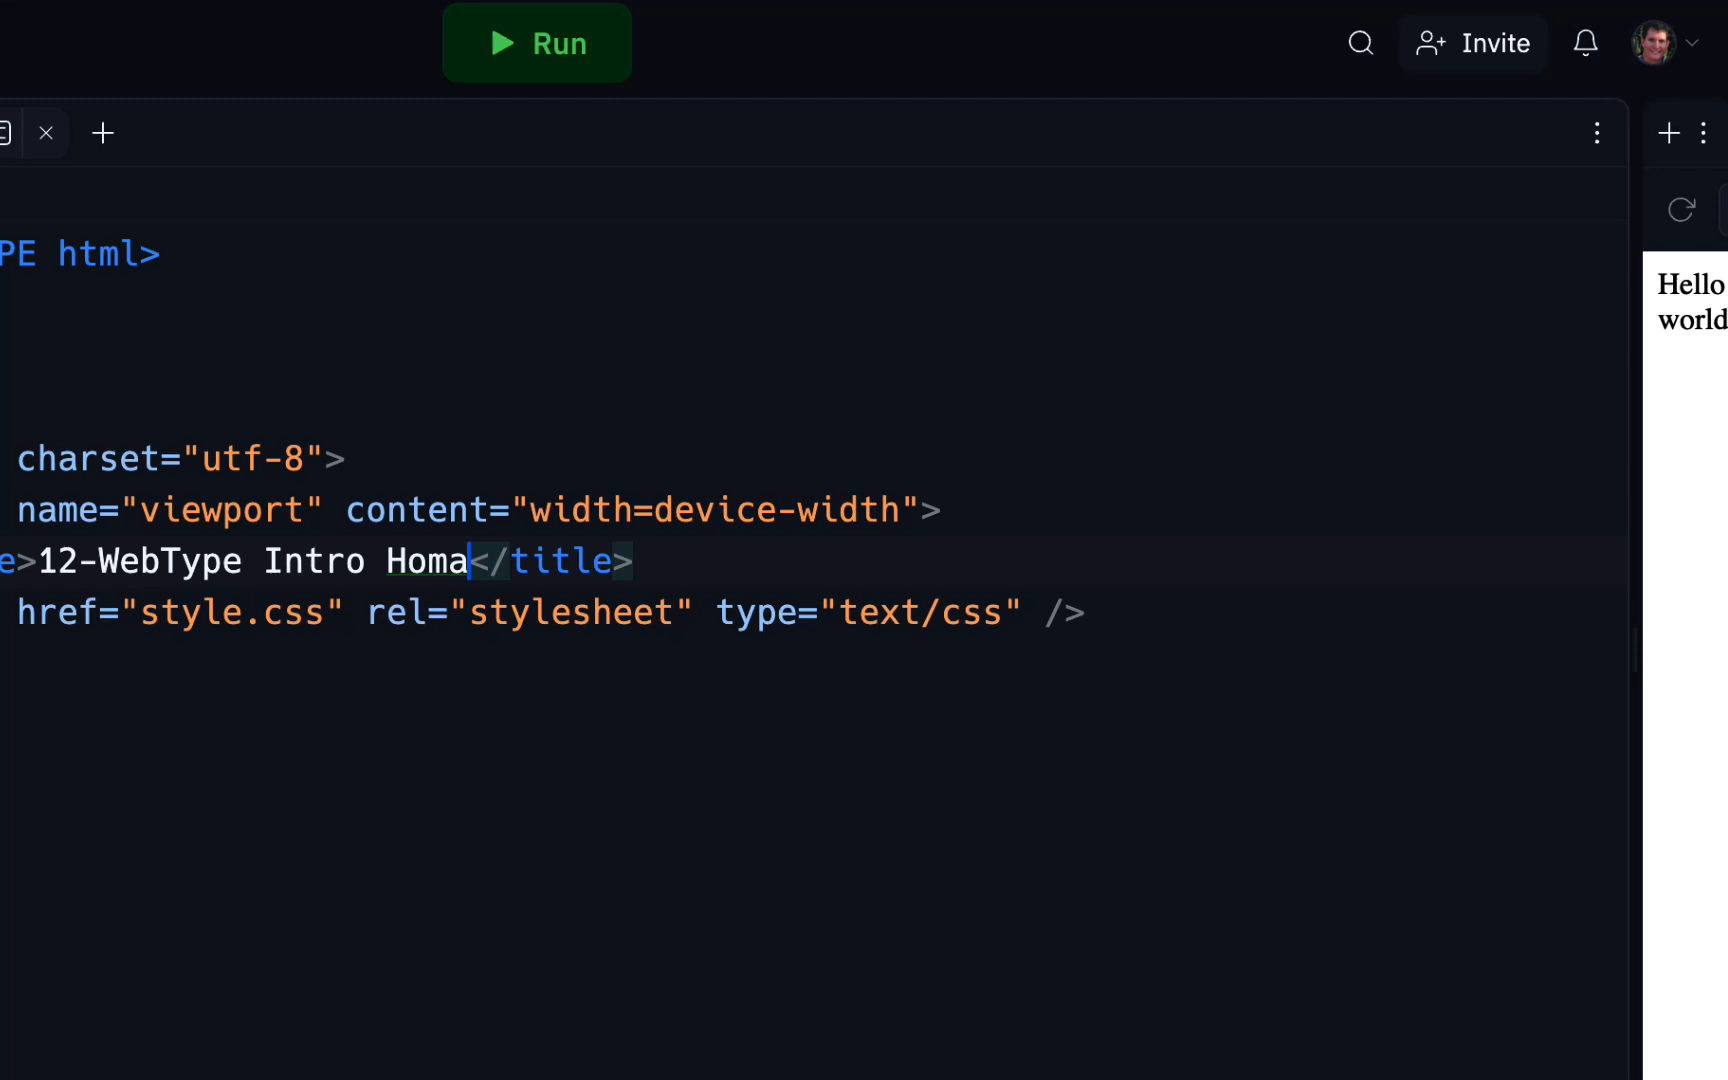 Run
Invite
PE html>
Hello
world
charset="utf-8">
name="viewport" content="width=device-width">
e>12-WebType Intro Homa</title>
href="style.css" rel="stylesheet" type="text/css" />